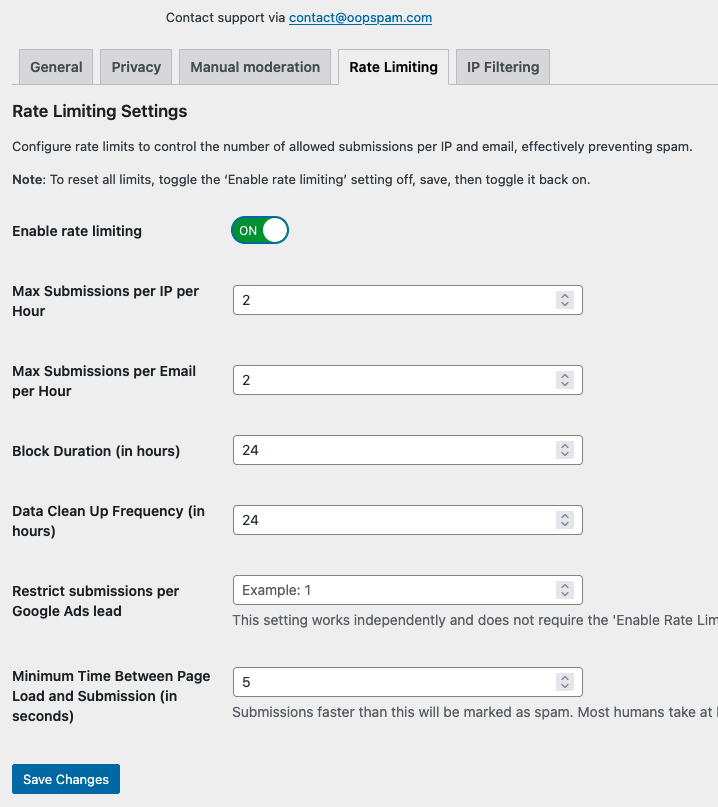 Contact support via contact@oopspam.com
General Privacy Manual moderation Rate Limiting IP Filtering
Rate Limiting Settings
Configure rate limits to control the number of allowed submissions per IP and email, effectively preventing spam.
Note: To reset all limits, toggle the ‘Enable rate limiting’ setting off, save, then toggle it back on.
Enable rate limiting ON
Max Submissions per IP per
Hour
2
Max Submissions per Email
per Hour
2
Block Duration (in hours) 24
Data Clean Up Frequency (in
hours)
24
Restrict submissions per
Google Ads lead
Example: 1
This setting works independently and does not require the 'Enable Rate Lim
Minimum Time Between Page
Load and Submission (in
seconds)
5
Submissions faster than this will be marked as spam. Most humans take at
Save Changes